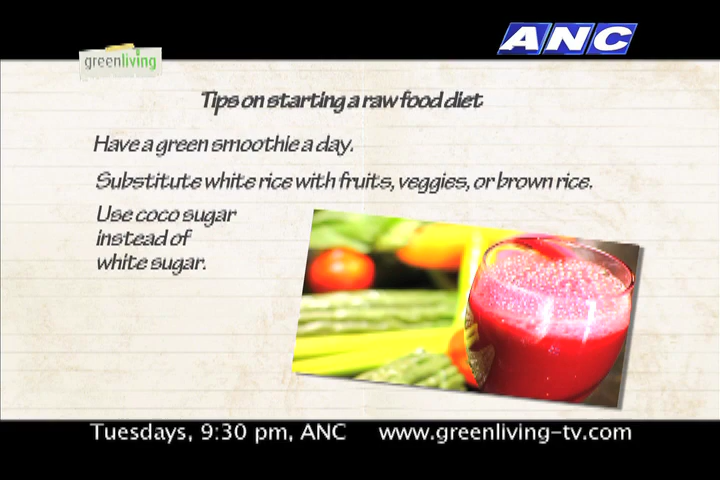 ANC
greenliving
Tips on starting a raw food diet
Have a green smoothie a day.
Substitute white rice with fruits, veggies, or brown rice.
Use coco sugar
instead of
white sugar.
Tuesdays, 9:30 pm, ANC www.greenliving-tv.com